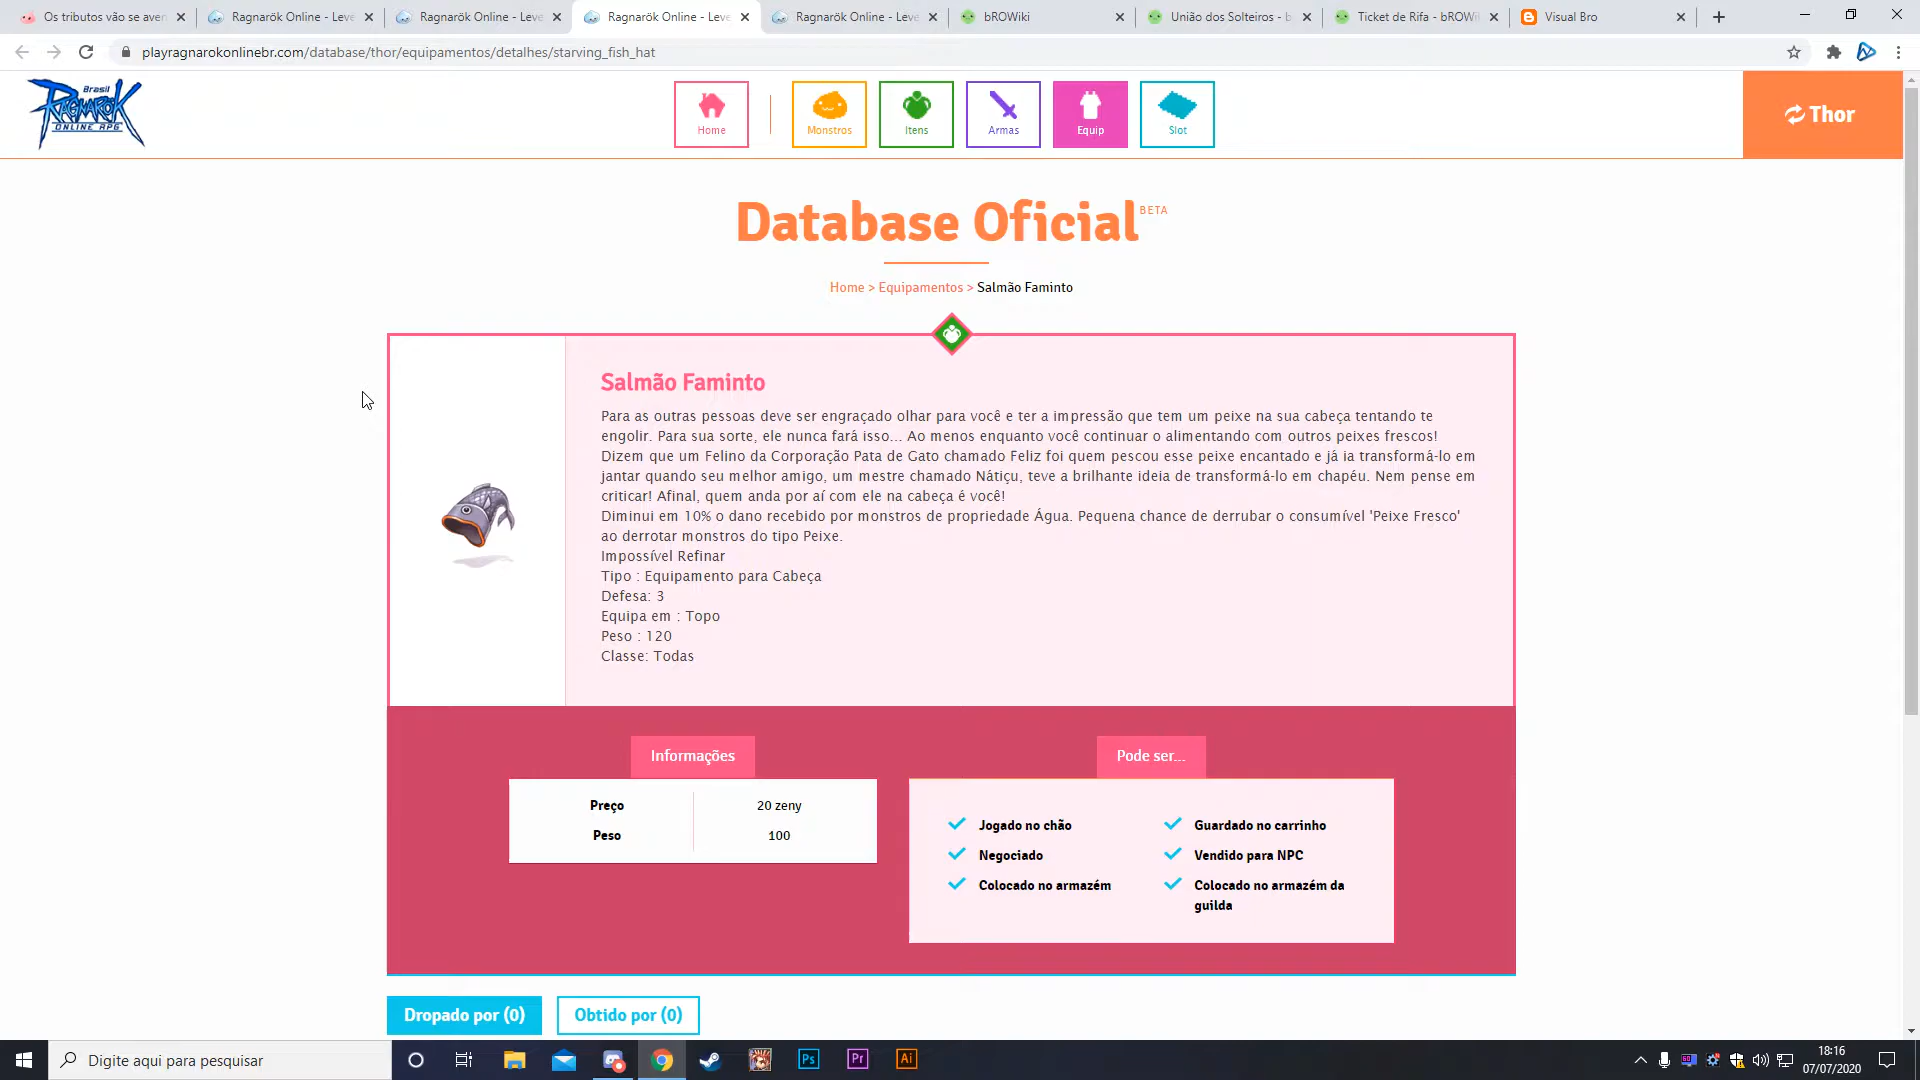 Os tributos vão se aven
Ragnarök Online - Leve
Ragnarök Online - Leve
Ragnarök Online - Leve
Ragnarök Online - Leve
bROWiki
União dos Solteiros - b
Ticket de Rifa - bROWi
Visual Bro
playragnarokonlinebr.com/database/thor/equipamentos/detalhes/starving_fish_hat
Brasil
RAGNARÖK
ONLINE RPG
Home
Monstros
Itens
Armas
Equip
Slot
Thor
Database Oficial BETA
Home > Equipamentos > Salmão Faminto
Salmão Faminto
Para as outras pessoas deve ser engraçado olhar para você e ter a impressão que tem um peixe na sua cabeça tentando te
engolir. Para sua sorte, ele nunca fará isso... Ao menos enquanto você continuar o alimentando com outros peixes frescos!
Dizem que um Felino da Corporação Pata de Gato chamado Feliz foi quem pescou esse peixe encantado e já ia transformá-lo em
jantar quando seu melhor amigo, um mestre chamado Nátiçu, teve a brilhante ideia de transformá-lo em chapéu. Nem pense em
criticar! Afinal, quem anda por aí com ele na cabeça é você!
Diminui em 10% o dano recebido por monstros de propriedade Água. Pequena chance de derrubar o consumível 'Peixe Fresco'
ao derrotar monstros do tipo Peixe.
Impossível Refinar
Tipo : Equipamento para Cabeça
Defesa: 3
Equipa em : Topo
Peso : 120
Classe: Todas
Informações
Preço 20 zeny
Peso 100
Pode ser...
Jogado no chão
Guardado no carrinho
Negociado
Vendido para NPC
Colocado no armazém
Colocado no armazém da
guilda
Dropado por (0)
Obtido por (0)
Digite aqui para pesquisar
Ps
Pr
Ai
60
18:16
07/07/2020